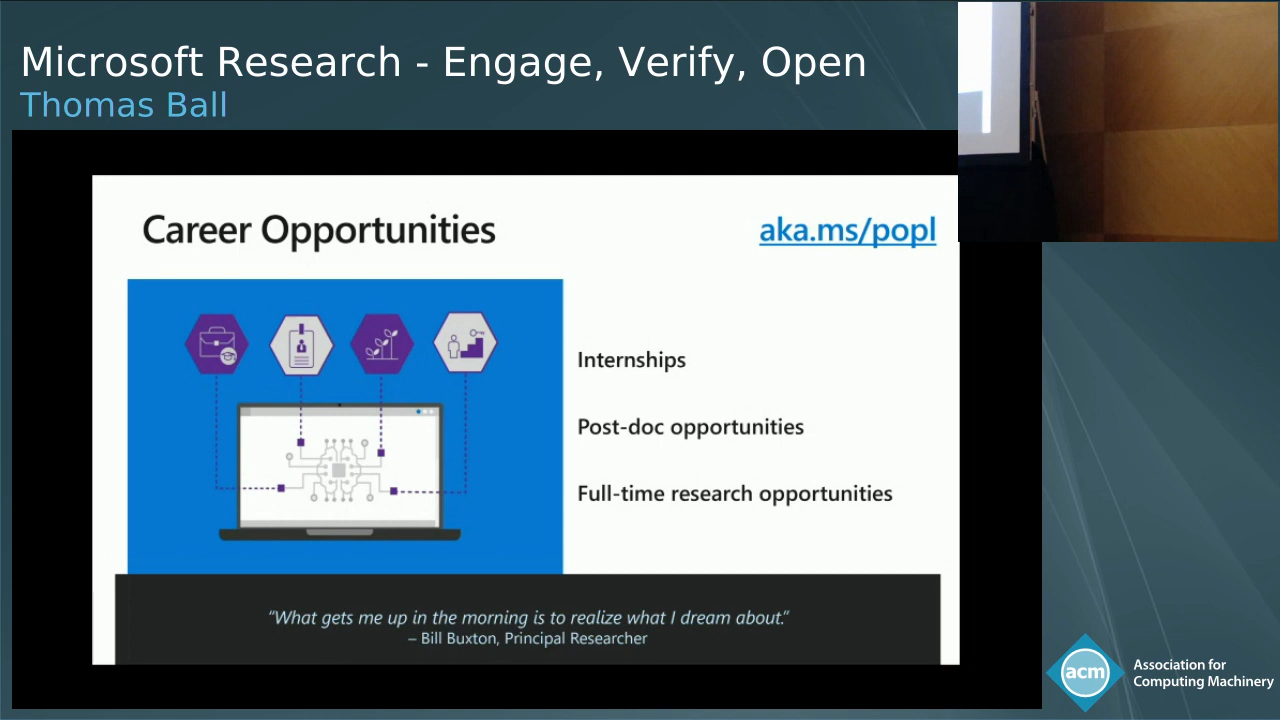 Microsoft Research - Engage, Verify, Open
Thomas Ball
Career Opportunities
aka.ms/popl
Internships
Post-doc opportunities
Full-time research opportunities
“What gets me up in the morning is to realize what I dream about.”
– Bill Buxton, Principal Researcher
acm
Association for
Computing Machinery